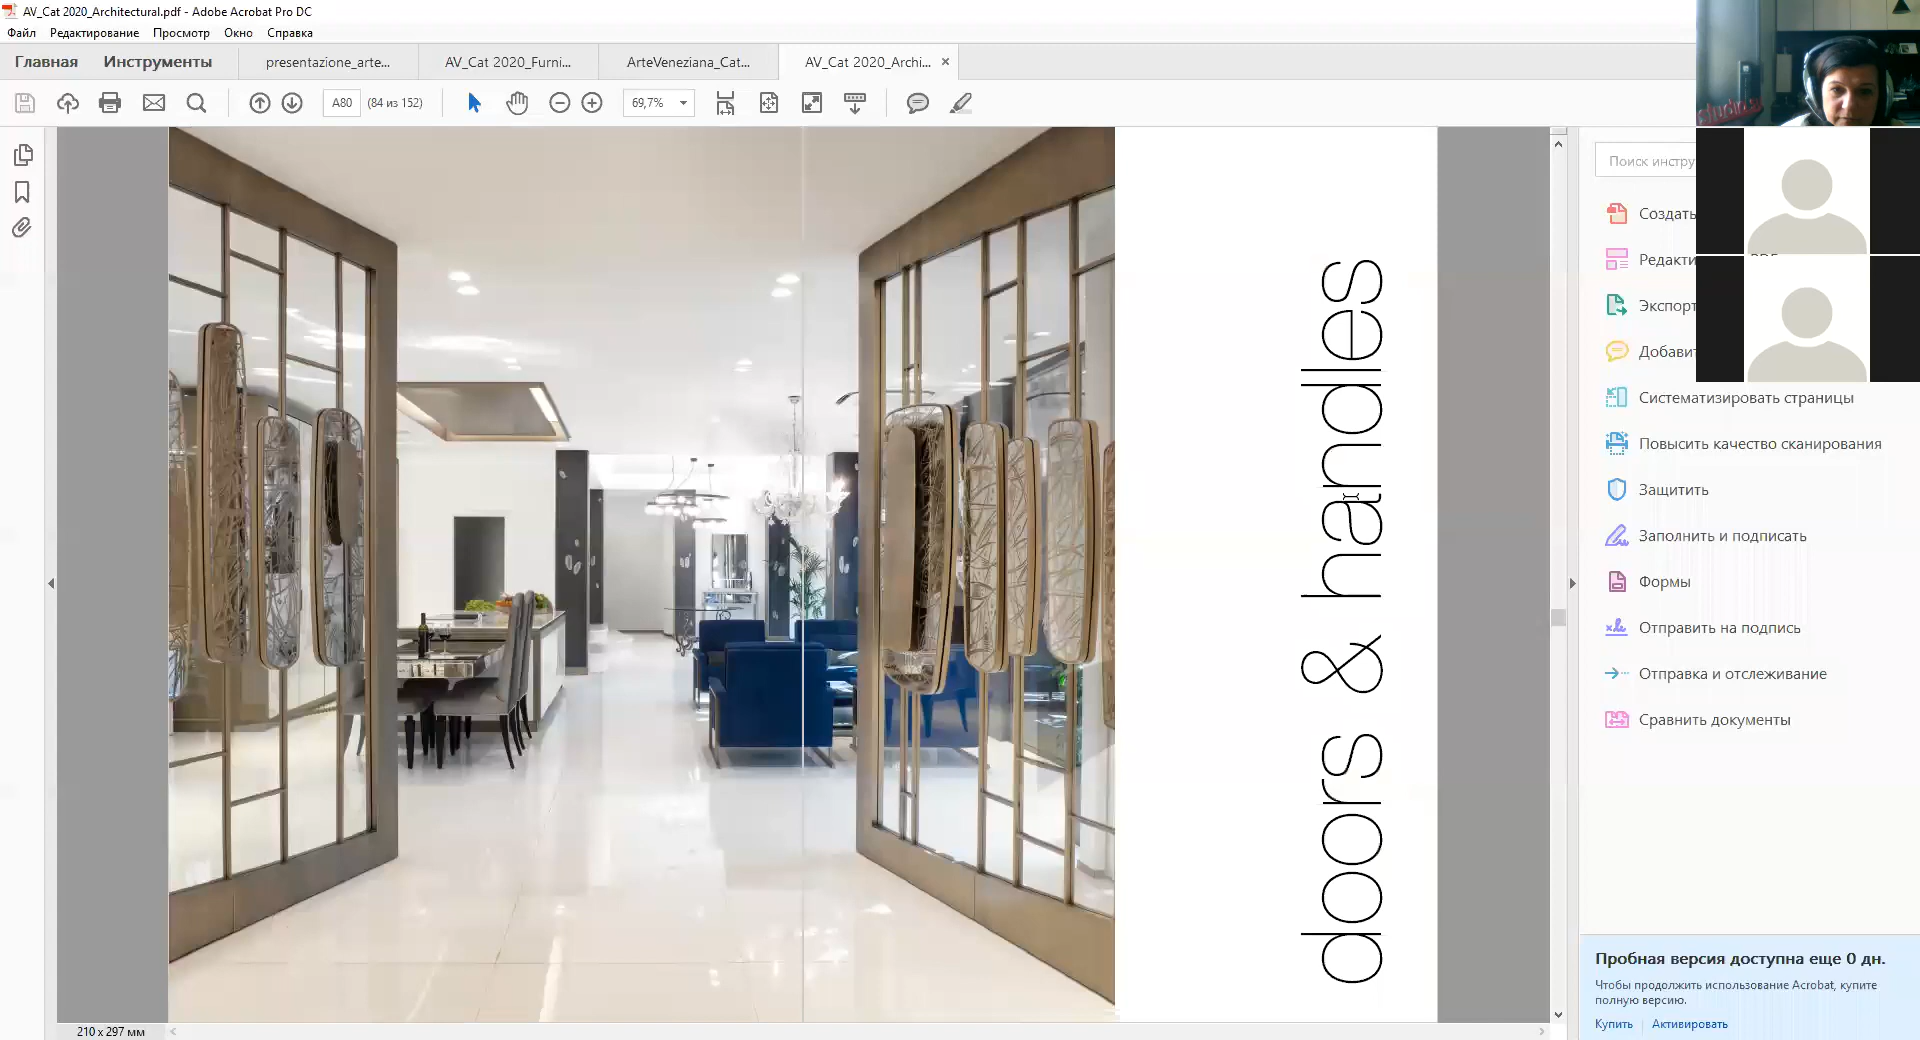 AV_Cat 2020_Architectural.pdf - Adobe Acrobat Pro DC
Файл Редактирование Просмотр Окно Справка
Главная Инструменты presentazione_arte... AV_Cat 2020_Furni... ArteVeneziana_Cat... AV_Cat 2020_Archi... ×
A80 (84 из 152) 69,7%
Поиск инстру
Создать
Редакти
Экспорт
Добавит
Систематизировать страницы
Повысить качество сканирования
Защитить
Заполнить и подписать
Формы
Отправить на подпись
Отправка и отслеживание
Сравнить документы
doors & handles
Пробная версия доступна еще 0 дн.
Чтобы продолжить использование Acrobat, купите
полную версию.
Купить Активировать
210 x 297 мм